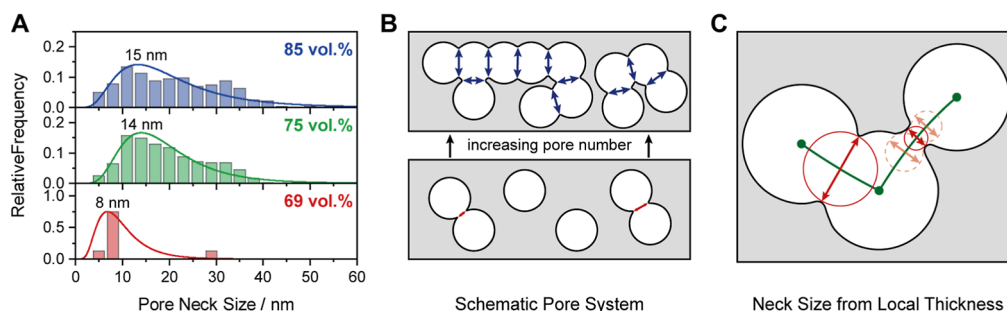 A
B
C
RelativeFrequency
0.2
0.1
0.0
15 nm
85 vol.%
0.2
0.1
0.0
14 nm
75 vol.%
1.0
0.5
0.0
8 nm
69 vol.%
0 10 20 30 40 50 60
Pore Neck Size / nm
increasing pore number
Schematic Pore System
Neck Size from Local Thickness